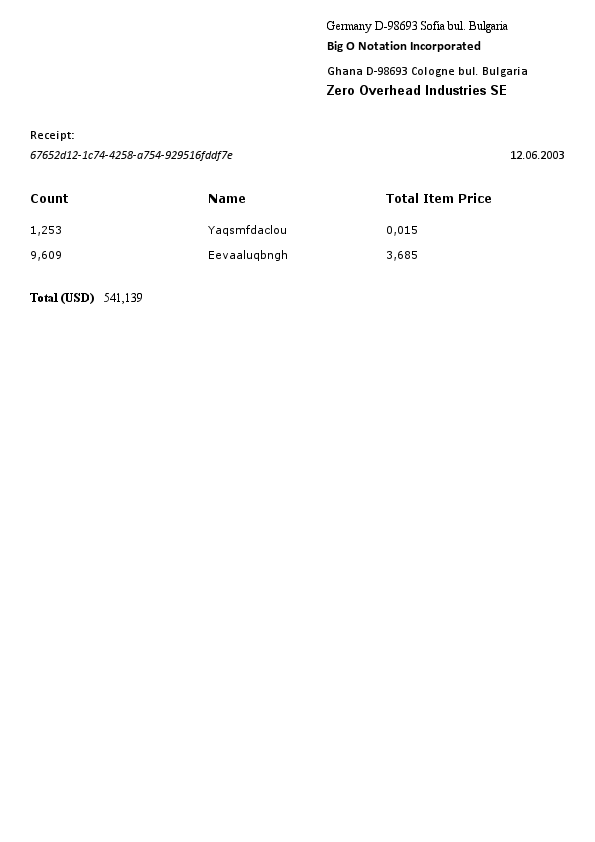 Germany D-98693 Sofia bul. Bulgaria
Big O Notation Incorporated
Ghana D-98693 Cologne bul. Bulgaria
Zero Overhead Industries SE
Receipt:
67652d12-1c74-4258-a754-929516fddf7e 12.06.2003
Count Name Total Item Price
1,253 Yaqsmfdaclou 0,015
9,609 Eevaaluqbngh 3,685
Total (USD) 541,139